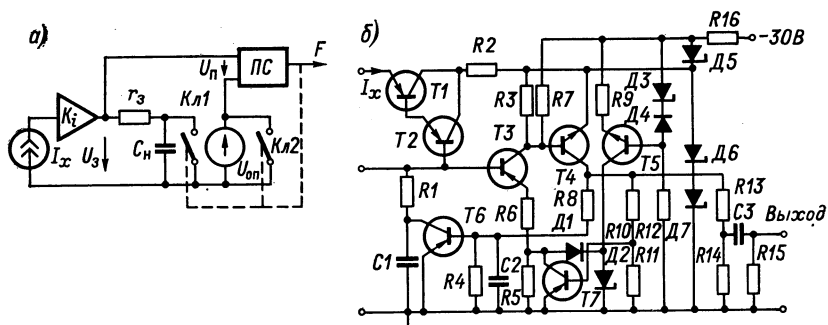 а)
б)
R16
-30В
R2
Д5
Uп
ПС
F
Ix
T1
R3
R7
R9
Д3
Д4
rз
Кл1
T2
T3
Ki
Д6
Ix
Cн
Кл2
T4
T5
Uз
Uоп
R1
R6
R8
R13
T6
Д1
R10
R12
Д7
C3
Выход
C1
R4
C2
R5
Д2
R11
R14
R15
T7